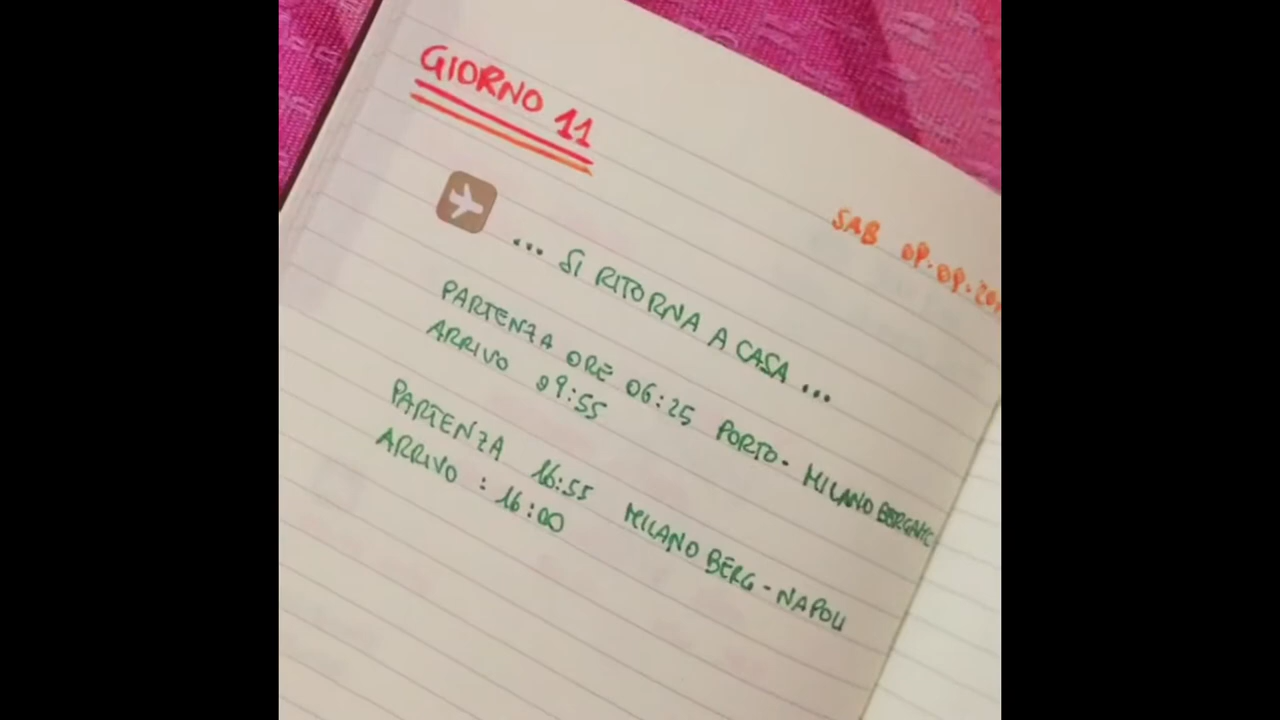 GIORNO 11
SAB 09.09.20
... SI RITORNA A CASA ...
PARTENZA ORE 06:25 PORTO - MILANO
ARRIVO 09:55
PARTENZA 16:55 MILANO BERG - NAPOLI
ARRIVO : 16:00